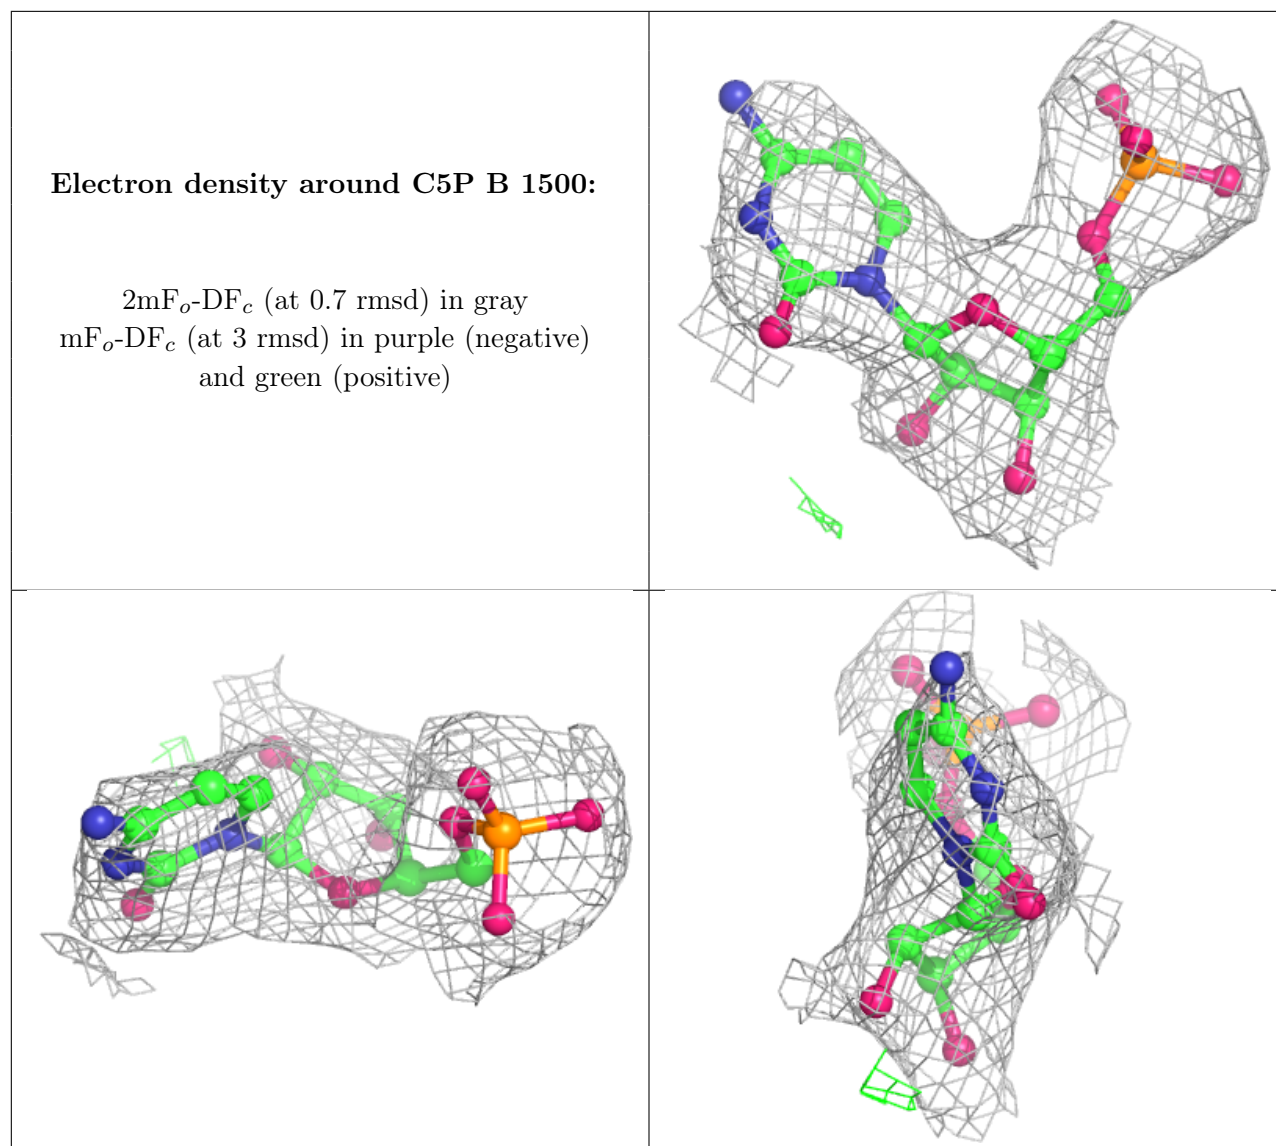 Electron density around C5P B 1500:
2mFₒ-DF𝒸 (at 0.7 rmsd) in gray
mFₒ-DF𝒸 (at 3 rmsd) in purple (negative)
and green (positive)